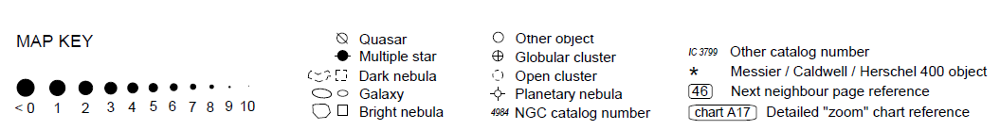 MAP KEY
< 0 1 2 3 4 5 6 7 8 9 10
Quasar
Multiple star
Dark nebula
Galaxy
Bright nebula
Other object
Globular cluster
Open cluster
Planetary nebula
4984 NGC catalog number
IC 3799 Other catalog number
* Messier / Caldwell / Herschel 400 object
46 Next neighbour page reference
chart A17 Detailed "zoom" chart reference